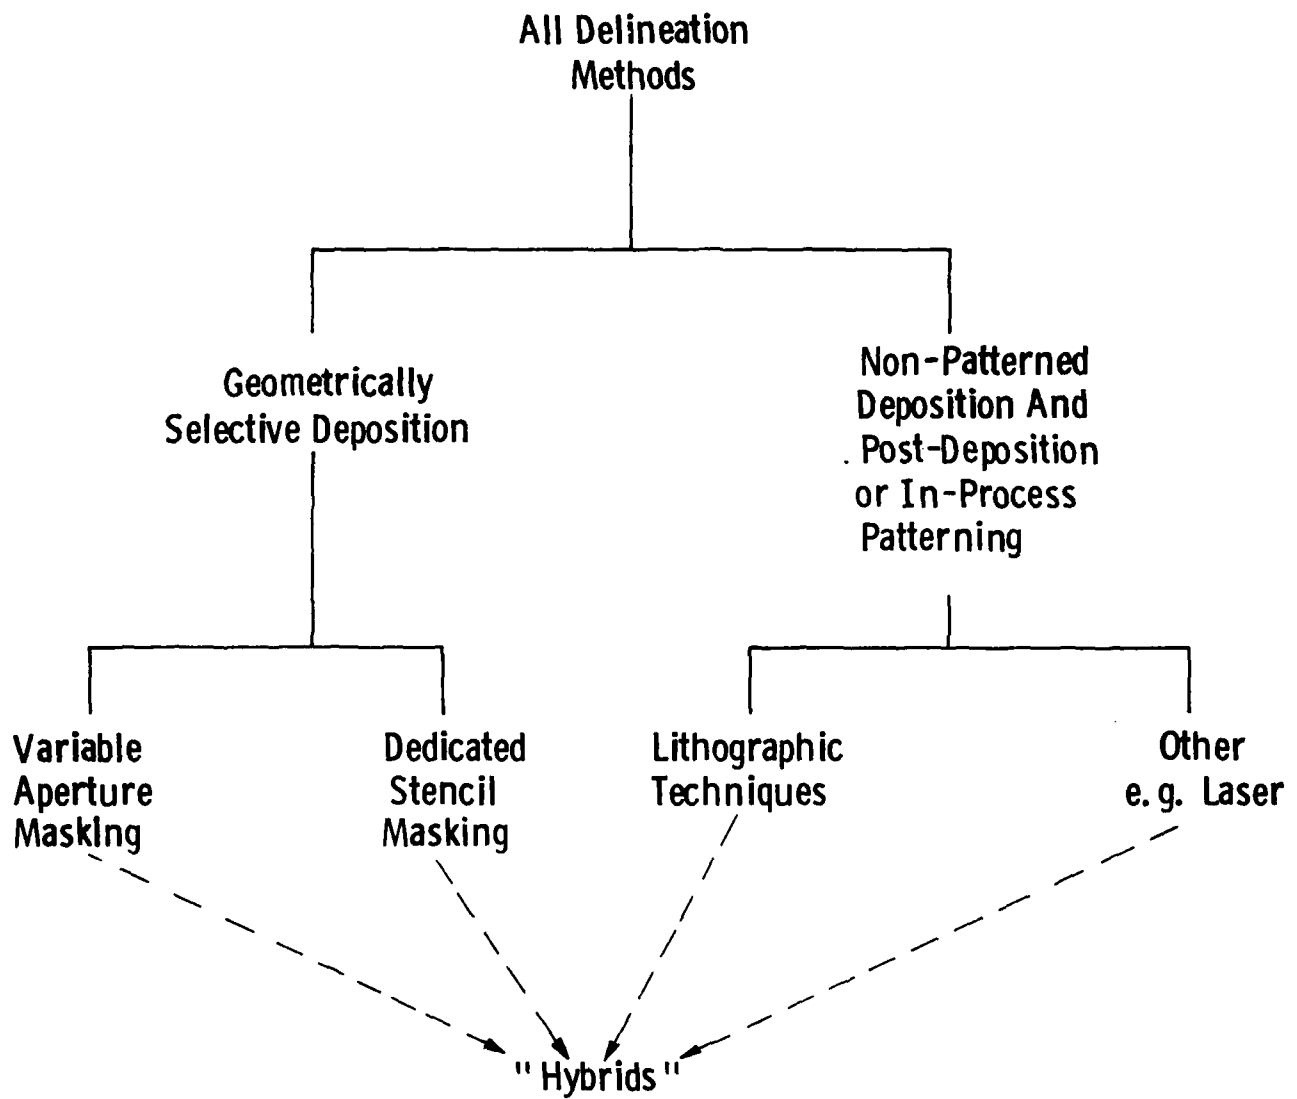 All Delineation
Methods
Geometrically
Selective Deposition
Non-Patterned
Deposition And
Post-Deposition
or In-Process
Patterning
Variable
Aperture
Masking
Dedicated
Stencil
Masking
Lithographic
Techniques
Other
e. g. Laser
"Hybrids"